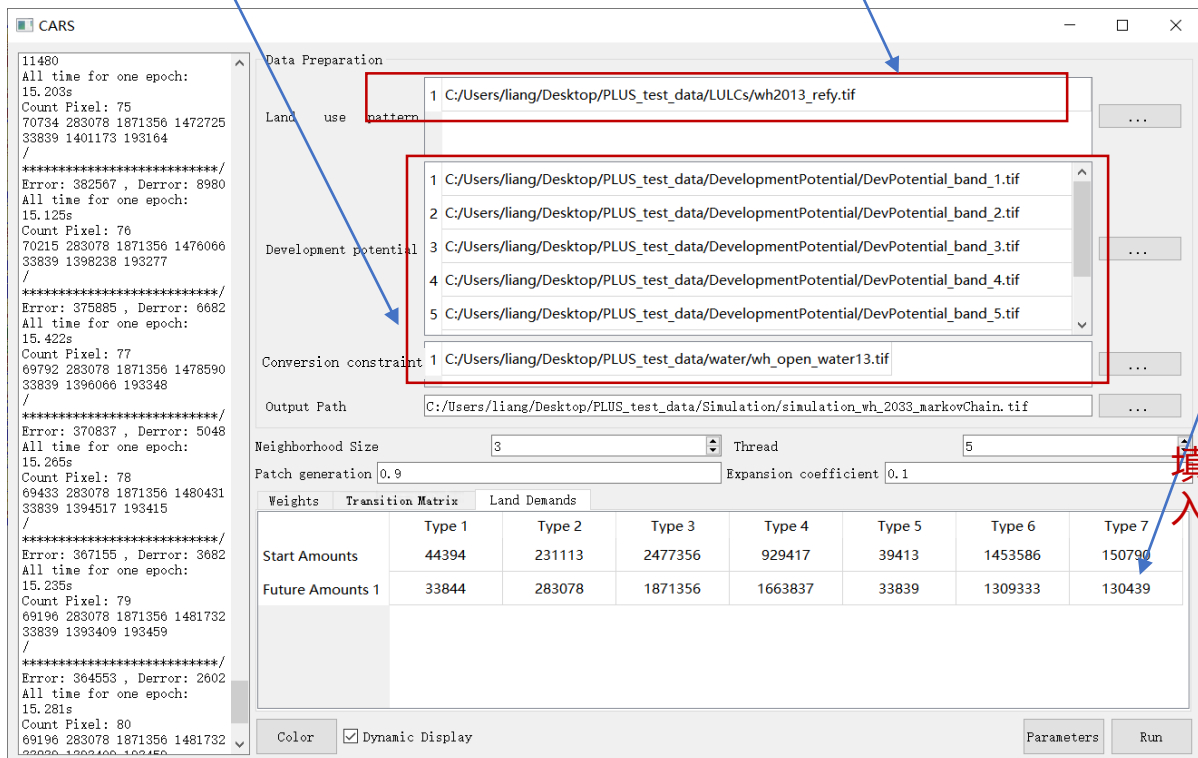 CARS
11480
All time for one epoch:
15.203s
Count Pixel: 75
70734 283078 1871356 1472725
33839 1401173 193164
/
***************************/
Error: 382567 , Derror: 8980
All time for one epoch:
15.125s
Count Pixel: 76
70215 283078 1871356 1476066
33839 1398238 193277
/
***************************/
Error: 375885 , Derror: 6682
All time for one epoch:
15.422s
Count Pixel: 77
69792 283078 1871356 1478590
33839 1396066 193348
/
***************************/
Error: 370837 , Derror: 5048
All time for one epoch:
15.265s
Count Pixel: 78
69433 283078 1871356 1480431
33839 1394517 193415
/
***************************/
Error: 367155 , Derror: 3682
All time for one epoch:
15.235s
Count Pixel: 79
69196 283078 1871356 1481732
33839 1393409 193459
/
***************************/
Error: 364553 , Derror: 2602
All time for one epoch:
15.281s
Count Pixel: 80
69196 283078 1871356 1481732
Data Preparation
Land use pattern
1 C:/Users/liang/Desktop/PLUS_test_data/LULCs/wh2013_refy.tif
...
Development potential
1 C:/Users/liang/Desktop/PLUS_test_data/DevelopmentPotential/DevPotential_band_1.tif
2 C:/Users/liang/Desktop/PLUS_test_data/DevelopmentPotential/DevPotential_band_2.tif
3 C:/Users/liang/Desktop/PLUS_test_data/DevelopmentPotential/DevPotential_band_3.tif
4 C:/Users/liang/Desktop/PLUS_test_data/DevelopmentPotential/DevPotential_band_4.tif
5 C:/Users/liang/Desktop/PLUS_test_data/DevelopmentPotential/DevPotential_band_5.tif
...
Conversion constraint 1 C:/Users/liang/Desktop/PLUS_test_data/water/wh_open_water13.tif ...
Output Path C:/Users/liang/Desktop/PLUS_test_data/Simulation/simulation_wh_2033_markovChain.tif ...
Neighborhood Size 3 Thread 5
Patch generation 0.9 Expansion coefficient 0.1
填
入
Weights Transition Matrix Land Demands
Type 1 Type 2 Type 3 Type 4 Type 5 Type 6 Type 7
Start Amounts 44394 231113 2477356 929417 39413 1453586 150790
Future Amounts 1 33844 283078 1871356 1663837 33839 1309333 130439
Color Dynamic Display Parameters Run